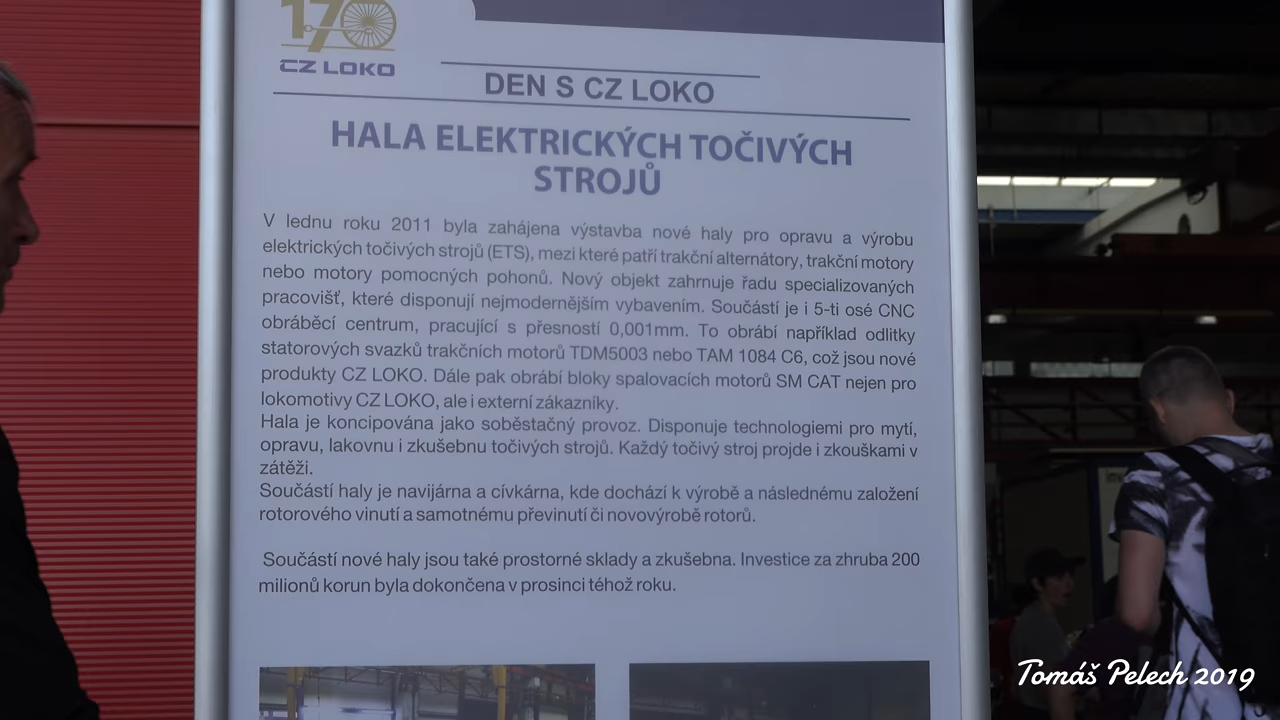 170
CZ LOKO
DEN S CZ LOKO
HALA ELEKTRICKÝCH TOČIVÝCH
STROJŮ
V lednu roku 2011 byla zahájena výstavba nové haly pro opravu a výrobu
elektrických točivých strojů (ETS), mezi které patří trakční alternátory, trakční motory
nebo motory pomocných pohonů. Nový objekt zahrnuje řadu specializovaných
pracovišť, které disponují nejmodernějším vybavením. Součástí je i 5-ti osé CNC
obráběcí centrum, pracující s přesností 0,001mm. To obrábí například odlitky
statorových svazků trakčních motorů TDM5003 nebo TAM 1084 C6, což jsou nové
produkty CZ LOKO. Dále pak obrábí bloky spalovacích motorů SM CAT nejen pro
lokomotivy CZ LOKO, ale i externí zákazníky.
Hala je koncipována jako soběstačný provoz. Disponuje technologiemi pro mytí,
opravu, lakovnu i zkušebnu točivých strojů. Každý točivý stroj projde i zkouškami v
zátěži.
Součástí haly je navijárna a cívkárna, kde dochází k výrobě a následnému založení
rotorového vinutí a samotnému převinutí či novovýrobě rotorů.
Součástí nové haly jsou také prostorné sklady a zkušebna. Investice za zhruba 200
milionů korun byla dokončena v prosinci téhož roku.
Tomáš Pelech 2019